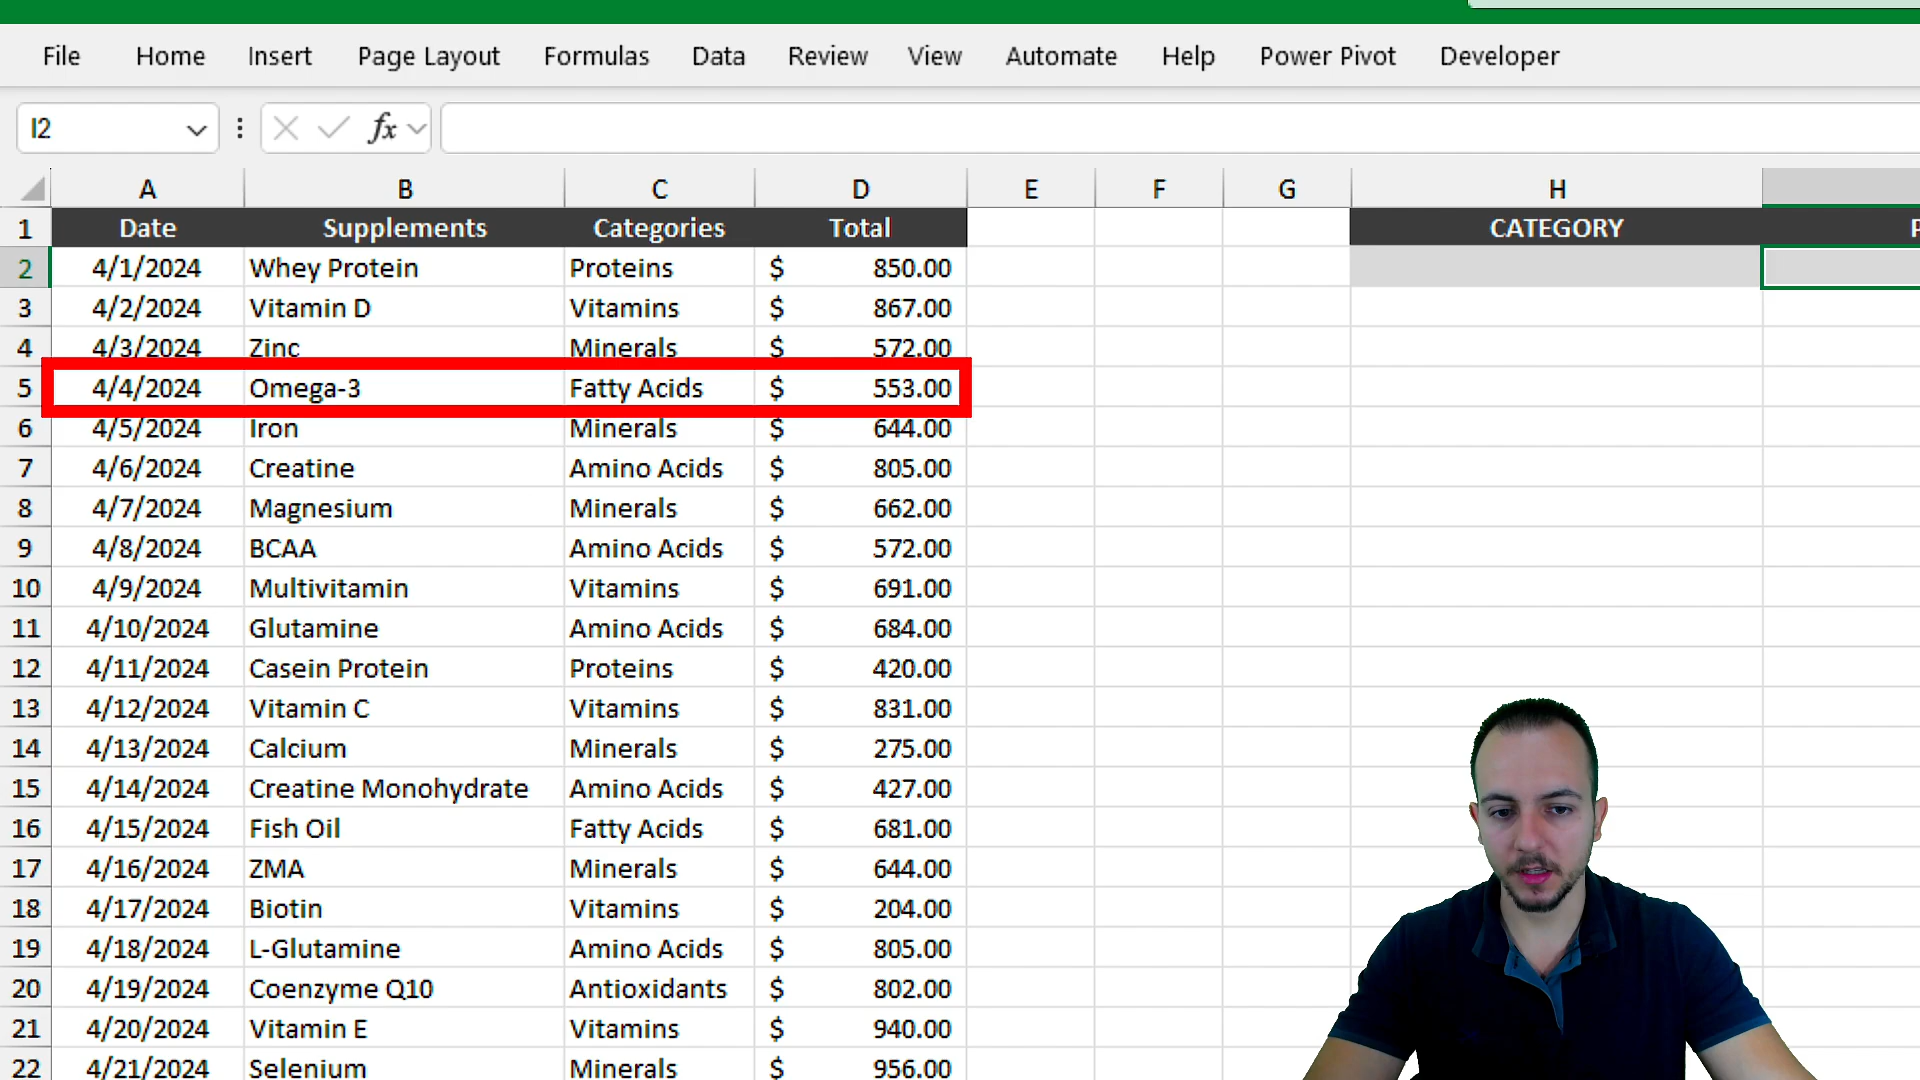 File Home Insert Page Layout Formulas Data Review View Automate Help Power Pivot Developer
I2 fx
A B C D E F G H
1 Date Supplements Categories Total CATEGORY P
2 4/1/2024 Whey Protein Proteins $ 850.00
3 4/2/2024 Vitamin D Vitamins $ 867.00
4 4/3/2024 Zinc Minerals $ 572.00
5 4/4/2024 Omega-3 Fatty Acids $ 553.00
6 4/5/2024 Iron Minerals $ 644.00
7 4/6/2024 Creatine Amino Acids $ 805.00
8 4/7/2024 Magnesium Minerals $ 662.00
9 4/8/2024 BCAA Amino Acids $ 572.00
10 4/9/2024 Multivitamin Vitamins $ 691.00
11 4/10/2024 Glutamine Amino Acids $ 684.00
12 4/11/2024 Casein Protein Proteins $ 420.00
13 4/12/2024 Vitamin C Vitamins $ 831.00
14 4/13/2024 Calcium Minerals $ 275.00
15 4/14/2024 Creatine Monohydrate Amino Acids $ 427.00
16 4/15/2024 Fish Oil Fatty Acids $ 681.00
17 4/16/2024 ZMA Minerals $ 644.00
18 4/17/2024 Biotin Vitamins $ 204.00
19 4/18/2024 L-Glutamine Amino Acids $ 805.00
20 4/19/2024 Coenzyme Q10 Antioxidants $ 802.00
21 4/20/2024 Vitamin E Vitamins $ 940.00
22 4/21/2024 Selenium Minerals $ 956.00